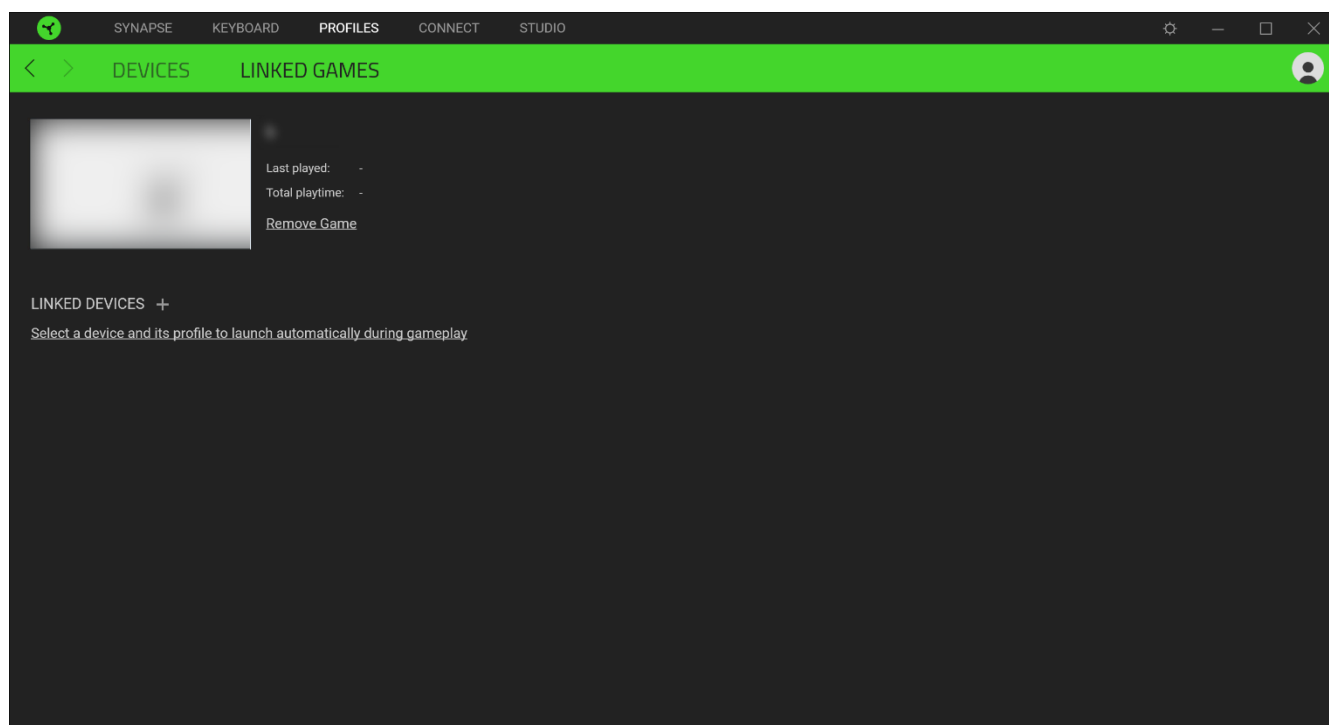 SYNAPSE KEYBOARD PROFILES CONNECT STUDIO
DEVICES LINKED GAMES
Last played: -
Total playtime: -
Remove Game
LINKED DEVICES +
Select a device and its profile to launch automatically during gameplay